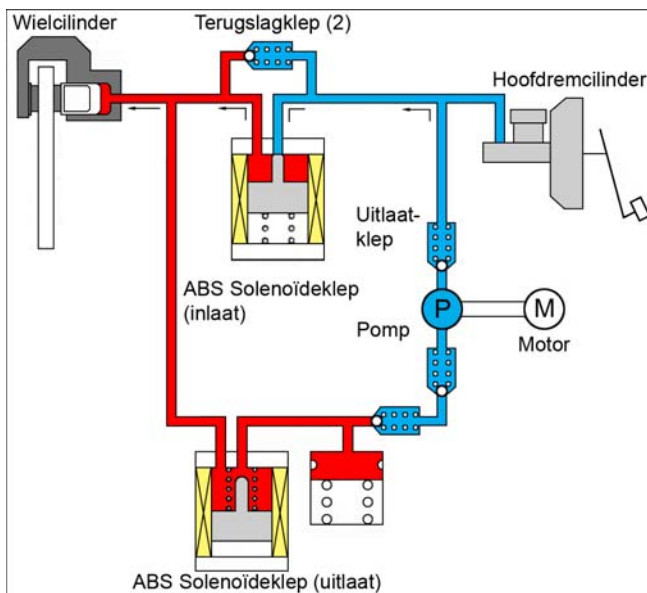 Wielcilinder
Terugslagklep (2)
Hoofdremcilinder
Uitlaat-
klep
ABS Solenoïdeklep
(inlaat)
P
M
Pomp
Motor
ABS Solenoïdeklep (uitlaat)